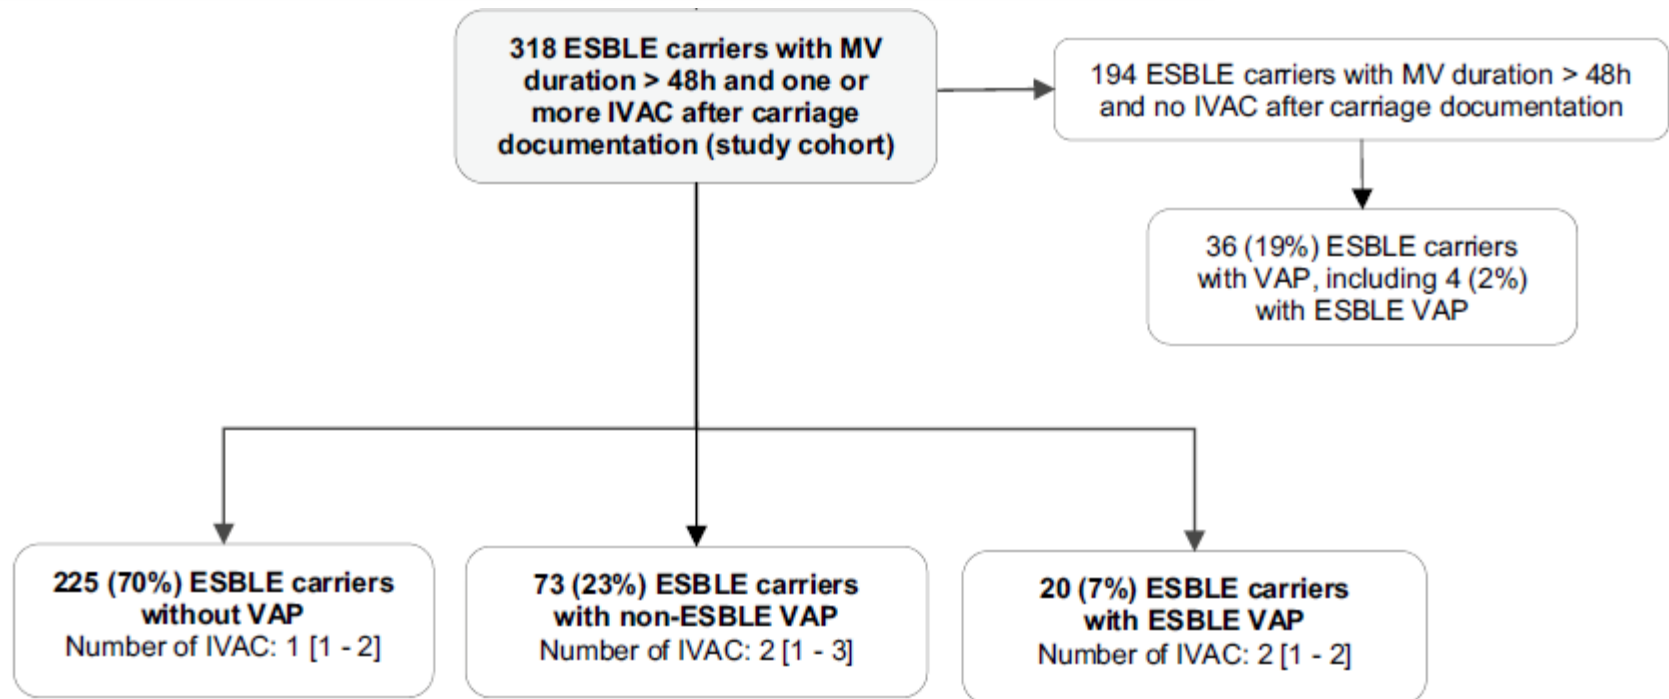 318 ESBLE carriers with MV
duration > 48h and one or
more IVAC after carriage
documentation (study cohort)
194 ESBLE carriers with MV duration > 48h
and no IVAC after carriage documentation
36 (19%) ESBLE carriers
with VAP, including 4 (2%)
with ESBLE VAP
225 (70%) ESBLE carriers
without VAP
Number of IVAC: 1 [1 - 2]
73 (23%) ESBLE carriers
with non-ESBLE VAP
Number of IVAC: 2 [1 - 3]
20 (7%) ESBLE carriers
with ESBLE VAP
Number of IVAC: 2 [1 - 2]